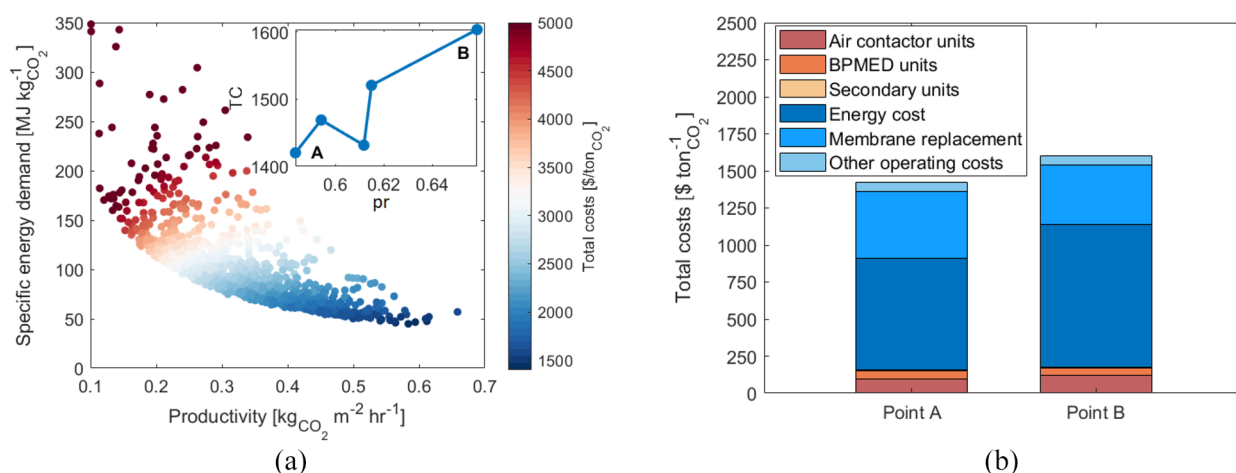 350
300
250
200
150
100
50
0
Specific energy demand [MJ kg⁻¹CO₂]
0.1 0.2 0.3 0.4 0.5 0.6 0.7
Productivity [kgCO₂ m⁻² hr⁻¹]
1600
1500
1400
TC
0.6 0.62 0.64
pr
A
B
5000
4500
4000
3500
3000
2500
2000
1500
Total costs [$/tonCO₂]
(a)
2500
2250
2000
1750
1500
1250
1000
750
500
250
0
Total costs [$ ton⁻¹CO₂]
Air contactor units
BPMED units
Secondary units
Energy cost
Membrane replacement
Other operating costs
Point A Point B
(b)